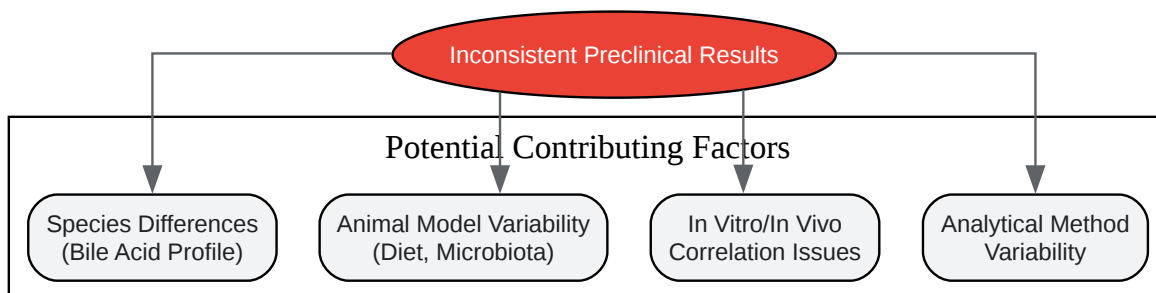 Inconsistent Preclinical Results
Potential Contributing Factors
Species Differences
(Bile Acid Profile)
Animal Model Variability
(Diet, Microbiota)
In Vitro/In Vivo
Correlation Issues
Analytical Method
Variability